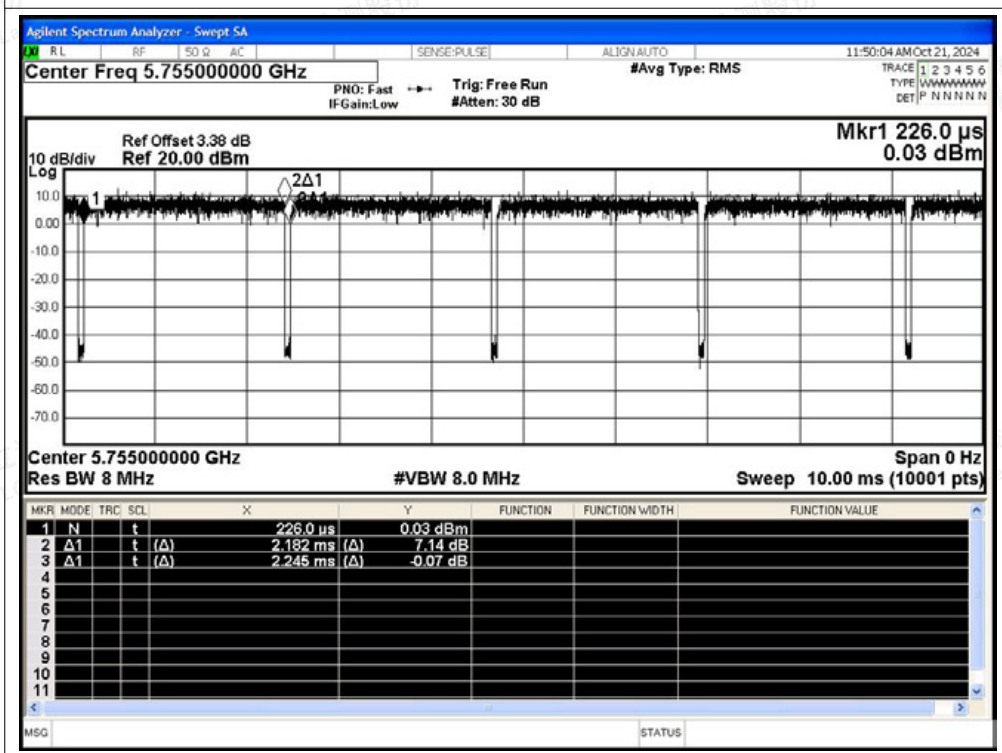 Agilent Spectrum Analyzer - Swept SA
LXI RL RF 50 Ω AC SENSE:PULSE ALIGNAUTO 11:50:04 AM Oct 21, 2024
Center Freq 5.755000000 GHz #Avg Type: RMS TRACE 1 2 3 4 5 6
PNO: Fast Trig: Free Run TYPE WWWWWW
IFGain:Low #Atten: 30 dB DET P N N N N N
Mkr1 226.0 µs
Ref Offset 3.38 dB
10 dB/div Ref 20.00 dBm 0.03 dBm
Log
2Δ1
10.0
1
3Δ1
0.00
-10.0
-20.0
-30.0
-40.0
-50.0
-60.0
-70.0
Center 5.755000000 GHz Span 0 Hz
Res BW 8 MHz #VBW 8.0 MHz Sweep 10.00 ms (10001 pts)
MKR MODE TRC SCL X Y FUNCTION FUNCTION WIDTH FUNCTION VALUE
1 N t 226.0 µs 0.03 dBm
2 Δ1 t (Δ) 2.182 ms (Δ) 7.14 dB
3 Δ1 t (Δ) 2.245 ms (Δ) -0.07 dB
4
5
6
7
8
9
10
11
MSG STATUS